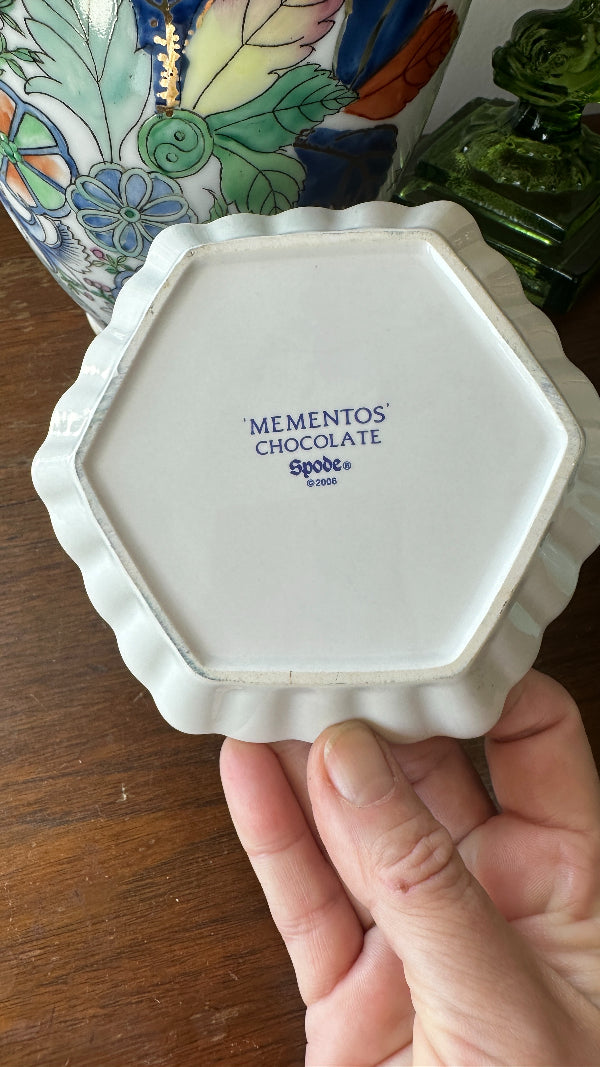 'MEMENTOS'
CHOCOLATE
Spode®
©2006